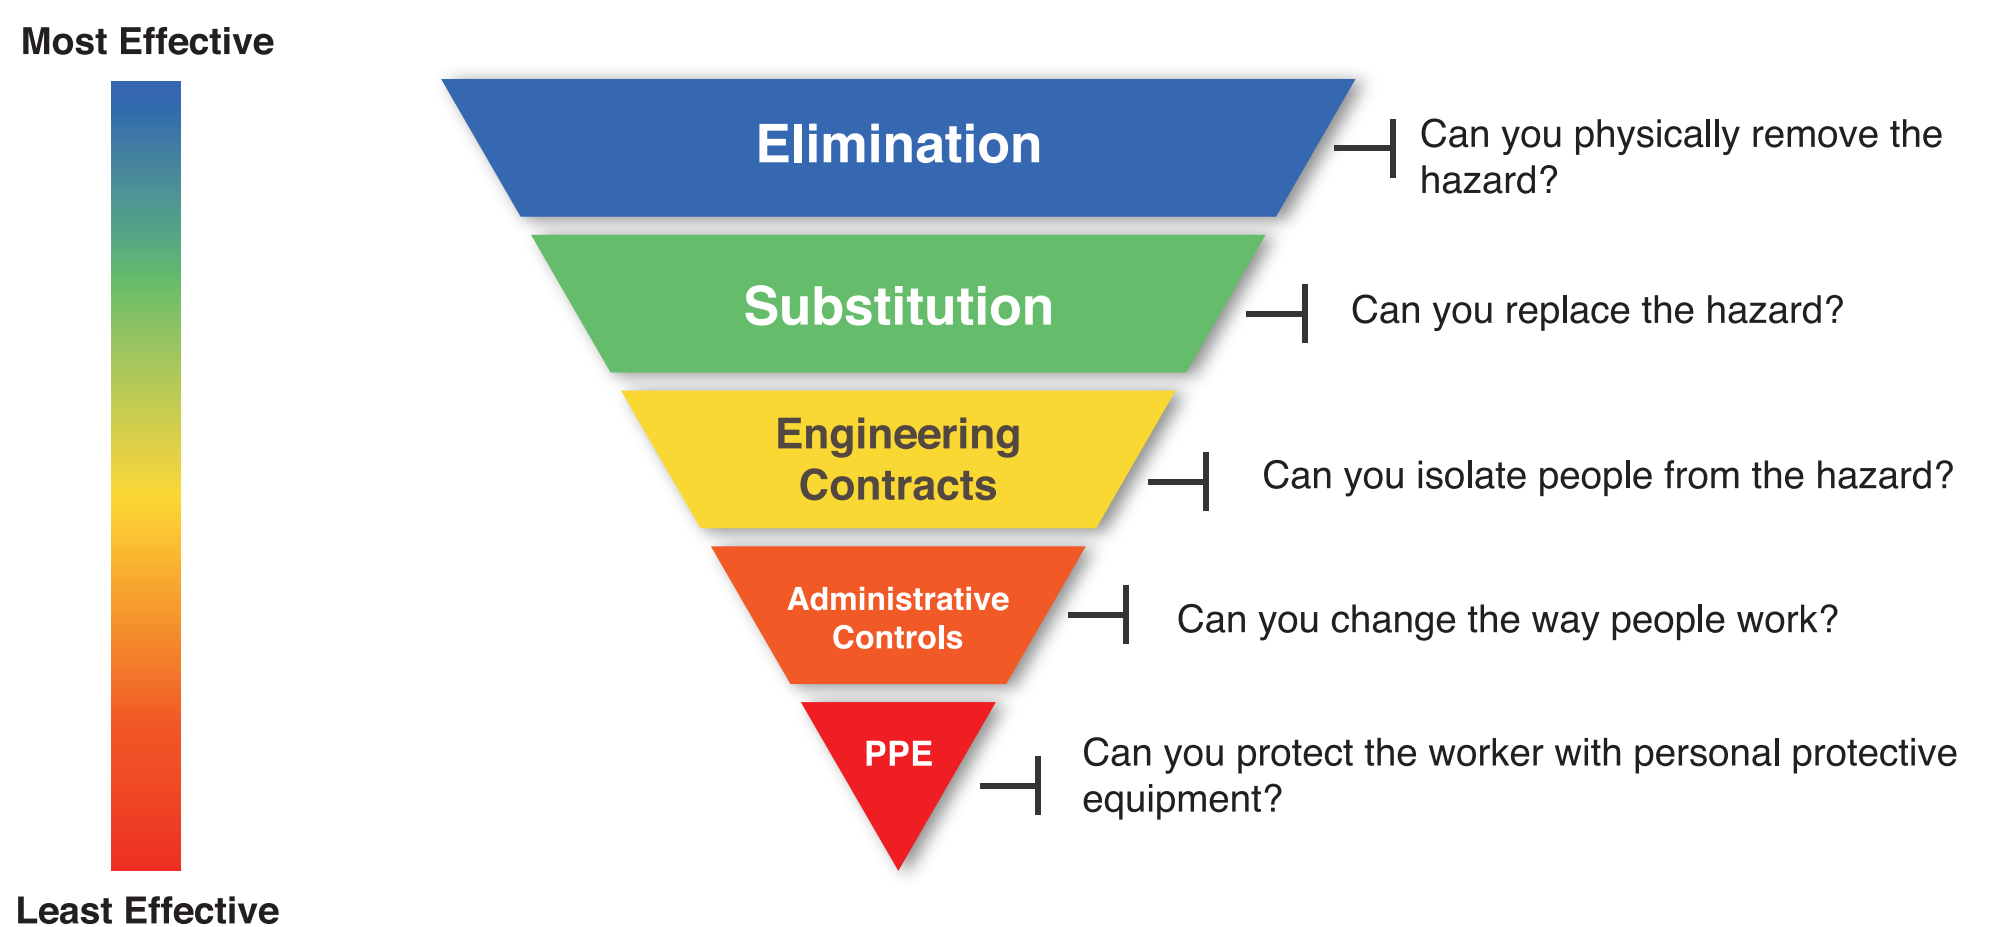 Most Effective
Elimination
Can you physically remove the
hazard?
Substitution
Can you replace the hazard?
Engineering
Contracts
Can you isolate people from the hazard?
Administrative
Controls
Can you change the way people work?
PPE
Can you protect the worker with personal protective
equipment?
Least Effective